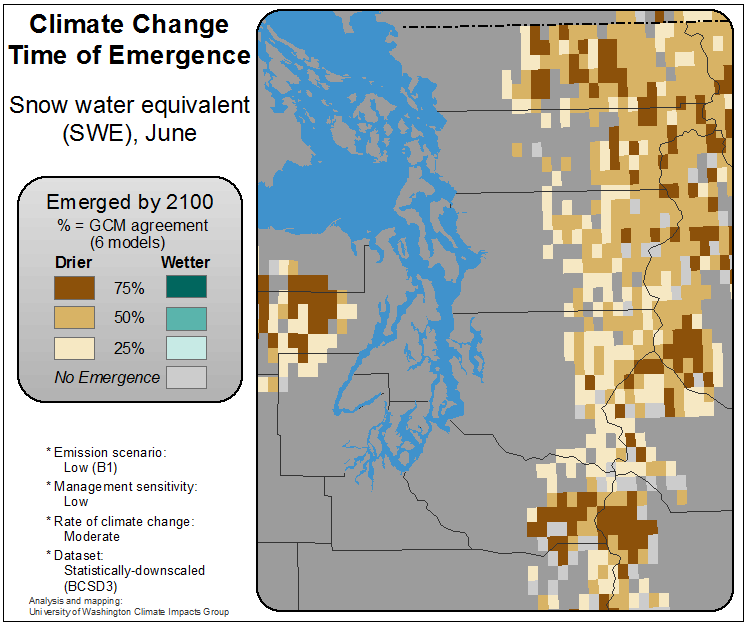 Climate Change
Time of Emergence
Snow water equivalent
(SWE), June
Emerged by 2100
% = GCM agreement
(6 models)
Drier Wetter
75%
50%
25%
No Emergence
* Emission scenario:
Low (B1)
* Management sensitivity:
Low
* Rate of climate change:
Moderate
* Dataset:
Statistically-downscaled
(BCSD3)
Analysis and mapping:
University of Washington Climate Impacts Group